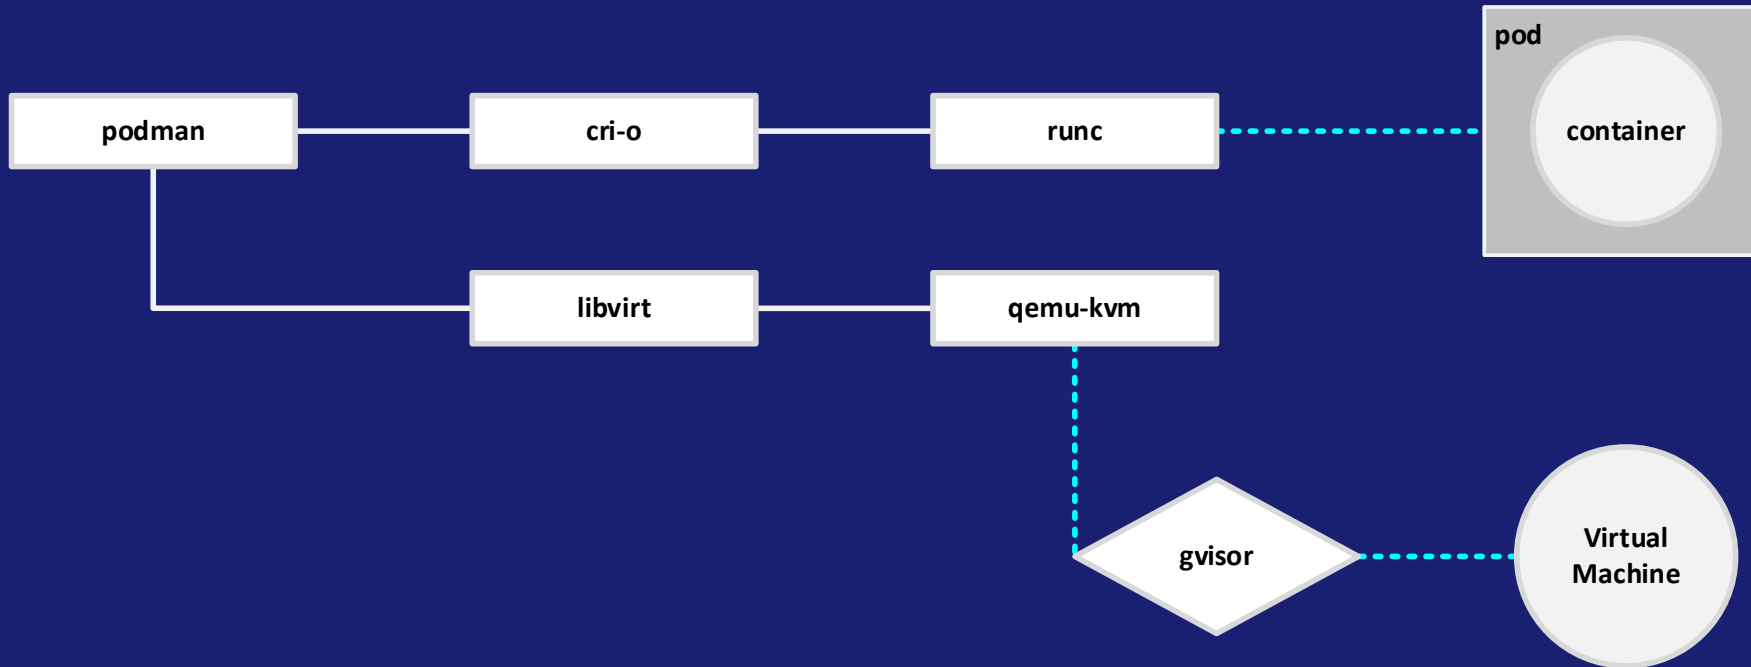 pod
podman
cri-o
runc
container
libvirt
qemu-kvm
gvisor
Virtual
Machine